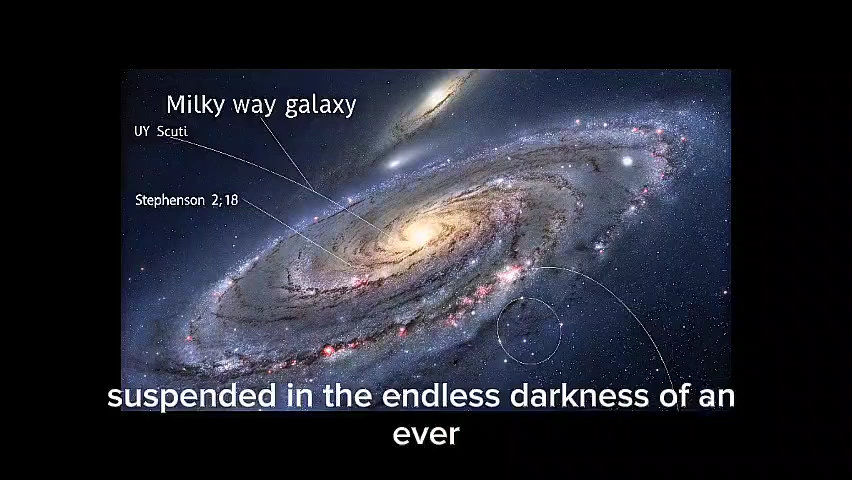 Milky way galaxy
UY Scuti
Stephenson 2;18
suspended in the endless darkness of an
ever